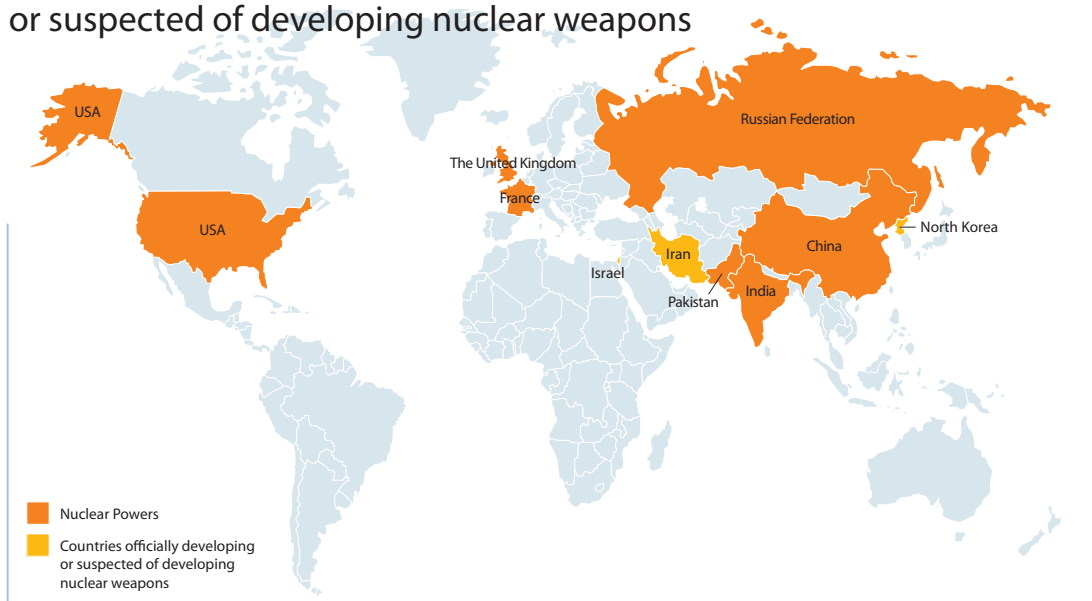 or suspected of developing nuclear weapons
USA
Russian Federation
The United Kingdom
France
USA
North Korea
China
Iran
Israel
India
Pakistan
Nuclear Powers
Countries officially developing
or suspected of developing
nuclear weapons